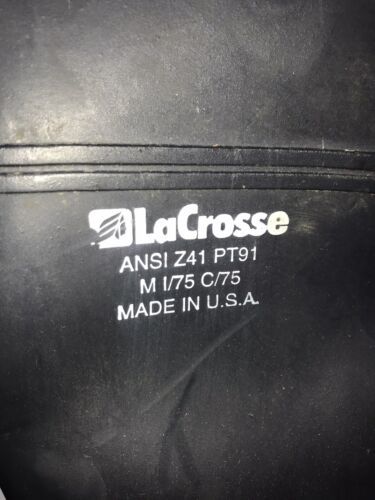 LaCrosse
ANSI Z41 PT91
M I/75 C/75
MADE IN U.S.A.